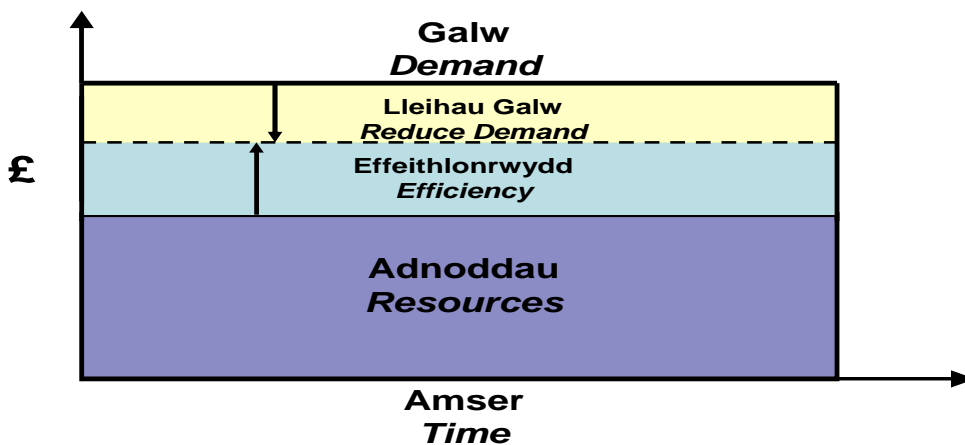 Galw
Demand
Lleihau Galw
Reduce Demand
£
Effeithlonrwydd
Efficiency
Adnoddau
Resources
Amser
Time